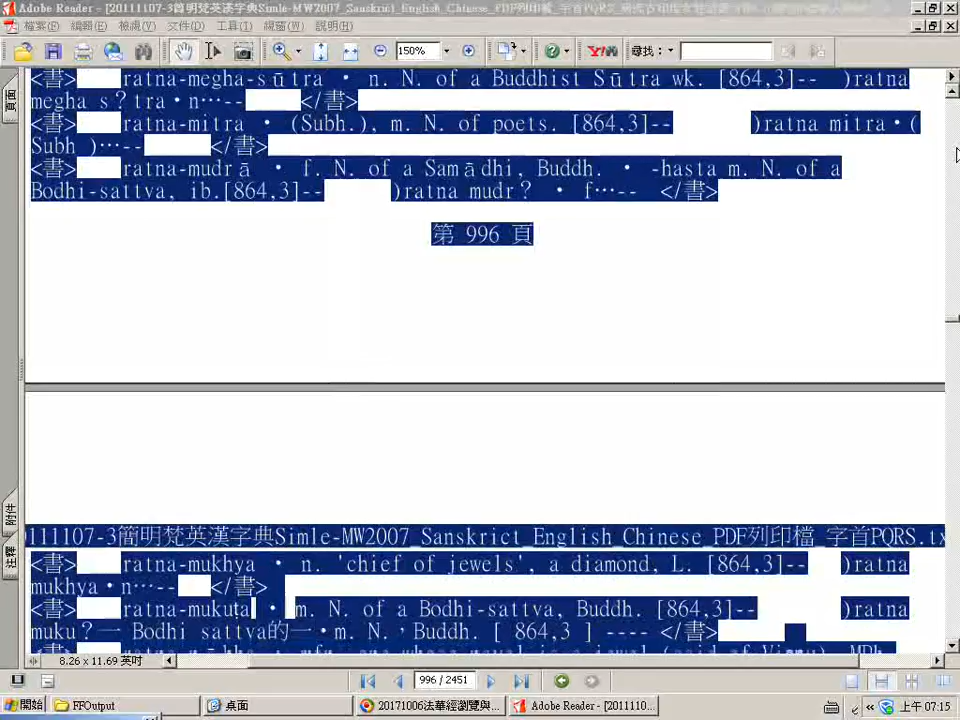 Adobe Reader - [20111107-3簡明梵英漢字典Simle-MW2007_Sanskrict_English_Chinese_PDF列印檔_字首PQRS
檔案(F) 編輯(E) 檢視(V) 文件(D) 工具(T) 視窗(W) 說明(H)
150% 尋找:
<書> ratna-megha-sūtra • n. N. of a Buddhist Sūtra wk. [864,3]-- )ratna
megha s?tra•n…-- </書>
<書> ratna-mitra • (Subh.), m. N. of poets. [864,3]-- )ratna mitra•(
Subh )…-- </書>
<書> ratna-mudrā • f. N. of a Samādhi, Buddh. • -hasta m. N. of a
Bodhi-sattva, ib.[864,3]-- )ratna mudr? • f…-- </書>
第 996 頁
111107-3簡明梵英漢字典Simle-MW2007_Sanskrict_English_Chinese_PDF列印檔_字首PQRS.tx
<書> ratna-mukhya • n. 'chief of jewels', a diamond, L. [864,3]-- )ratna
mukhya•n…-- </書>
<書> ratna-mukuṭa • m. N. of a Bodhi-sattva, Buddh. [864,3]-- )ratna
muku？一 Bodhi sattva的一•m. N.，Buddh. [ 864,3 ] ---- </書>
頁面
附件
注釋
8.26 x 11.69 英吋
996 / 2451
開始 FFOutput 桌面 20171006法華經瀏覽與... Adobe Reader - [2011110... 上午 07:15